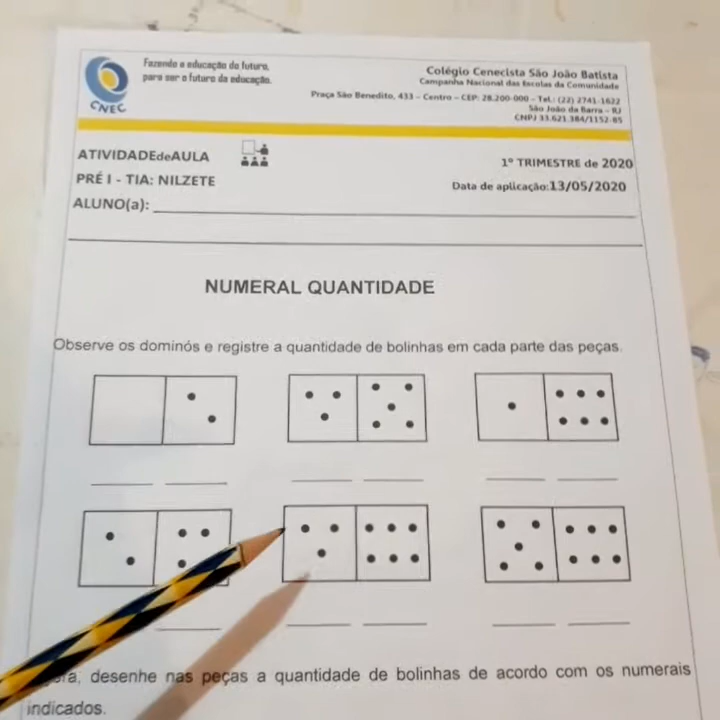 Fazendo a educação do futuro,
para ser o futuro da educação.
CNEC
Colégio Cenecista São João Batista
Campanha Nacional das Escolas da Comunidade
Praça São Benedito, 433 – Centro – CEP: 28.200-000 – Tel.: (22) 2741-1622
São João da Barra – RJ
CNPJ 33.621.384/1152-85
ATIVIDADEdeAULA
1º TRIMESTRE de 2020
PRÉ I - TIA: NILZETE
Data de aplicação:13/05/2020
ALUNO(a):
NUMERAL QUANTIDADE
Observe os dominós e registre a quantidade de bolinhas em cada parte das peças.
desenhe nas peças a quantidade de bolinhas de acordo com os numerais
indicados.